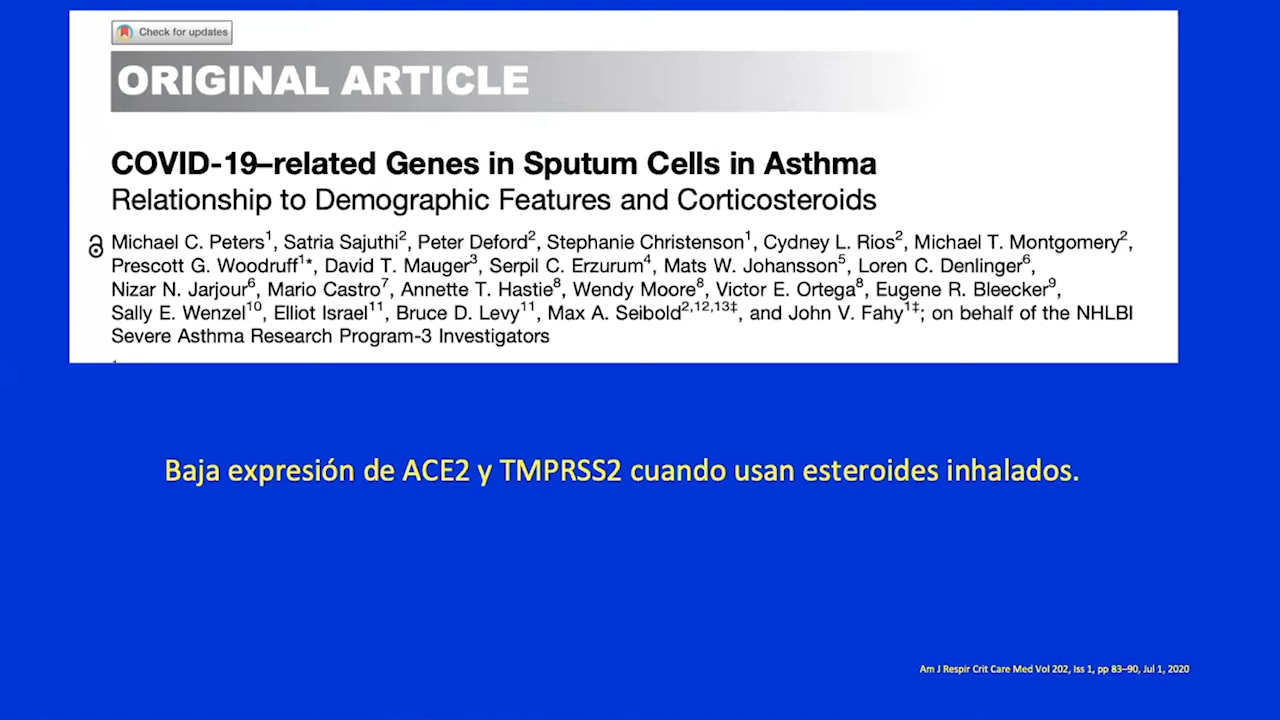 Check for updates
ORIGINAL ARTICLE
COVID-19–related Genes in Sputum Cells in Asthma
Relationship to Demographic Features and Corticosteroids
Michael C. Peters¹, Satria Sajuthi², Peter Deford², Stephanie Christenson¹, Cydney L. Rios², Michael T. Montgomery²,
Prescott G. Woodruff¹*, David T. Mauger³, Serpil C. Erzurum⁴, Mats W. Johansson⁵, Loren C. Denlinger⁶,
Nizar N. Jarjour⁶, Mario Castro⁷, Annette T. Hastie⁸, Wendy Moore⁸, Victor E. Ortega⁸, Eugene R. Bleecker⁹,
Sally E. Wenzel¹⁰, Elliot Israel¹¹, Bruce D. Levy¹¹, Max A. Seibold²,¹²,¹³‡, and John V. Fahy¹‡; on behalf of the NHLBI
Severe Asthma Research Program-3 Investigators
Baja expresión de ACE2 y TMPRSS2 cuando usan esteroides inhalados.
Am J Respir Crit Care Med Vol 202, Iss 1, pp 83–90, Jul 1, 2020